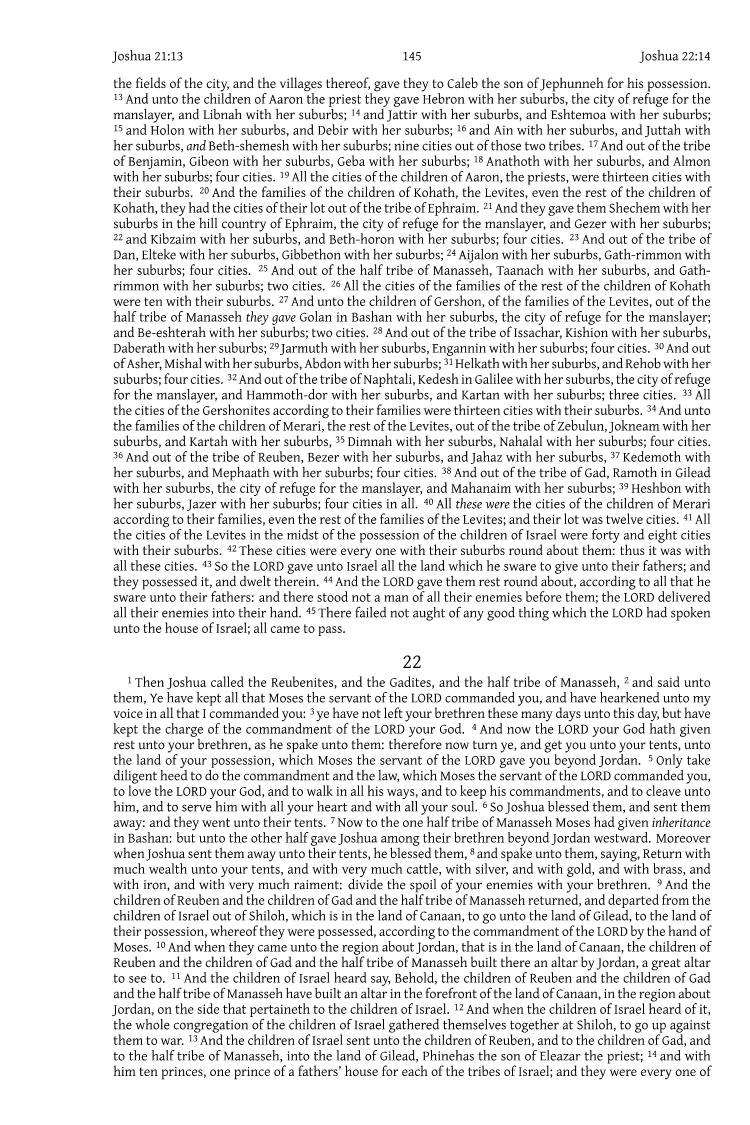 Joshua 21:13 145 Joshua 22:14
the fields of the city, and the villages thereof, gave they to Caleb the son of Jephunneh for his possession.
13 And unto the children of Aaron the priest they gave Hebron with her suburbs, the city of refuge for the
manslayer, and Libnah with her suburbs; 14 and Jattir with her suburbs, and Eshtemoa with her suburbs;
15 and Holon with her suburbs, and Debir with her suburbs; 16 and Ain with her suburbs, and Juttah with
her suburbs, and Beth-shemesh with her suburbs; nine cities out of those two tribes. 17 And out of the tribe
of Benjamin, Gibeon with her suburbs, Geba with her suburbs; 18 Anathoth with her suburbs, and Almon
with her suburbs; four cities. 19 All the cities of the children of Aaron, the priests, were thirteen cities with
their suburbs. 20 And the families of the children of Kohath, the Levites, even the rest of the children of
Kohath, they had the cities of their lot out of the tribe of Ephraim. 21 And they gave them Shechem with her
suburbs in the hill country of Ephraim, the city of refuge for the manslayer, and Gezer with her suburbs;
22 and Kibzaim with her suburbs, and Beth-horon with her suburbs; four cities. 23 And out of the tribe of
Dan, Elteke with her suburbs, Gibbethon with her suburbs; 24 Aijalon with her suburbs, Gath-rimmon with
her suburbs; four cities. 25 And out of the half tribe of Manasseh, Taanach with her suburbs, and Gath-
rimmon with her suburbs; two cities. 26 All the cities of the families of the rest of the children of Kohath
were ten with their suburbs. 27 And unto the children of Gershon, of the families of the Levites, out of the
half tribe of Manasseh they gave Golan in Bashan with her suburbs, the city of refuge for the manslayer;
and Be-eshterah with her suburbs; two cities. 28 And out of the tribe of Issachar, Kishion with her suburbs,
Daberath with her suburbs; 29 Jarmuth with her suburbs, Engannin with her suburbs; four cities. 30 And out
of Asher, Mishal with her suburbs, Abdon with her suburbs; 31 Helkath with her suburbs, and Rehob with her
suburbs; four cities. 32 And out of the tribe of Naphtali, Kedesh in Galilee with her suburbs, the city of refuge
for the manslayer, and Hammoth-dor with her suburbs, and Kartan with her suburbs; three cities. 33 All
the cities of the Gershonites according to their families were thirteen cities with their suburbs. 34 And unto
the families of the children of Merari, the rest of the Levites, out of the tribe of Zebulun, Jokneam with her
suburbs, and Kartah with her suburbs, 35 Dimnah with her suburbs, Nahalal with her suburbs; four cities.
36 And out of the tribe of Reuben, Bezer with her suburbs, and Jahaz with her suburbs, 37 Kedemoth with
her suburbs, and Mephaath with her suburbs; four cities. 38 And out of the tribe of Gad, Ramoth in Gilead
with her suburbs, the city of refuge for the manslayer, and Mahanaim with her suburbs; 39 Heshbon with
her suburbs, Jazer with her suburbs; four cities in all. 40 All these were the cities of the children of Merari
according to their families, even the rest of the families of the Levites; and their lot was twelve cities. 41 All
the cities of the Levites in the midst of the possession of the children of Israel were forty and eight cities
with their suburbs. 42 These cities were every one with their suburbs round about them: thus it was with
all these cities. 43 So the LORD gave unto Israel all the land which he sware to give unto their fathers; and
they possessed it, and dwelt therein. 44 And the LORD gave them rest round about, according to all that he
sware unto their fathers: and there stood not a man of all their enemies before them; the LORD delivered
all their enemies into their hand. 45 There failed not aught of any good thing which the LORD had spoken
unto the house of Israel; all came to pass.
22
1 Then Joshua called the Reubenites, and the Gadites, and the half tribe of Manasseh, 2 and said unto
them, Ye have kept all that Moses the servant of the LORD commanded you, and have hearkened unto my
voice in all that I commanded you: 3 ye have not left your brethren these many days unto this day, but have
kept the charge of the commandment of the LORD your God. 4 And now the LORD your God hath given
rest unto your brethren, as he spake unto them: therefore now turn ye, and get you unto your tents, unto
the land of your possession, which Moses the servant of the LORD gave you beyond Jordan. 5 Only take
diligent heed to do the commandment and the law, which Moses the servant of the LORD commanded you,
to love the LORD your God, and to walk in all his ways, and to keep his commandments, and to cleave unto
him, and to serve him with all your heart and with all your soul. 6 So Joshua blessed them, and sent them
away: and they went unto their tents. 7 Now to the one half tribe of Manasseh Moses had given inheritance
in Bashan: but unto the other half gave Joshua among their brethren beyond Jordan westward. Moreover
when Joshua sent them away unto their tents, he blessed them, 8 and spake unto them, saying, Return with
much wealth unto your tents, and with very much cattle, with silver, and with gold, and with brass, and
with iron, and with very much raiment: divide the spoil of your enemies with your brethren. 9 And the
children of Reuben and the children of Gad and the half tribe of Manasseh returned, and departed from the
children of Israel out of Shiloh, which is in the land of Canaan, to go unto the land of Gilead, to the land of
their possession, whereof they were possessed, according to the commandment of the LORD by the hand of
Moses. 10 And when they came unto the region about Jordan, that is in the land of Canaan, the children of
Reuben and the children of Gad and the half tribe of Manasseh built there an altar by Jordan, a great altar
to see to. 11 And the children of Israel heard say, Behold, the children of Reuben and the children of Gad
and the half tribe of Manasseh have built an altar in the forefront of the land of Canaan, in the region about
Jordan, on the side that pertaineth to the children of Israel. 12 And when the children of Israel heard of it,
the whole congregation of the children of Israel gathered themselves together at Shiloh, to go up against
them to war. 13 And the children of Israel sent unto the children of Reuben, and to the children of Gad, and
to the half tribe of Manasseh, into the land of Gilead, Phinehas the son of Eleazar the priest; 14 and with
him ten princes, one prince of a fathers’ house for each of the tribes of Israel; and they were every one of